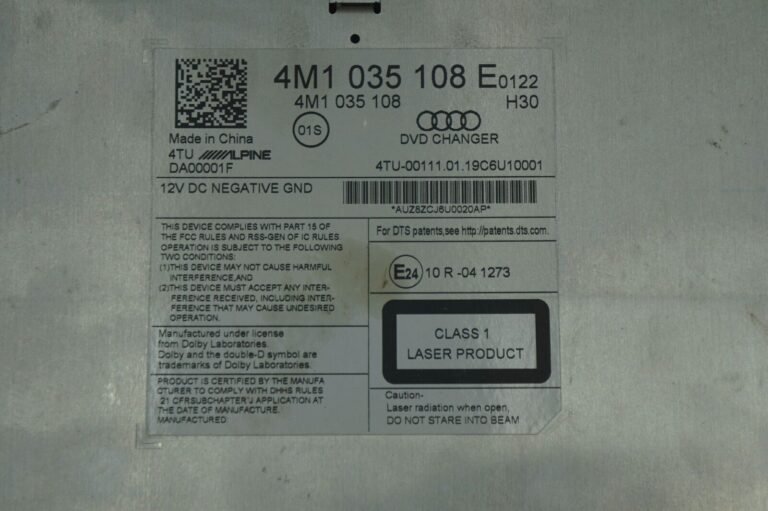 4M1 035 108 E 0122
4M1 035 108 H30
01S
Made in China
DVD CHANGER
4TU ALPINE
DA00001F
4TU-00111.01.19C6U10001
12V DC NEGATIVE GND
*AUZ8ZCJ6U0020AP*
THIS DEVICE COMPLIES WITH PART 15 OF
THE FCC RULES AND RSS-GEN OF IC RULES
OPERATION IS SUBJECT TO THE FOLLOWING
TWO CONDITIONS:
(1)THIS DEVICE MAY NOT CAUSE HARMFUL
INTERFERENCE,AND
(2)THIS DEVICE MUST ACCEPT ANY INTER-
FERENCE RECEIVED, INCLUDING INTER-
FERENCE THAT MAY CAUSE UNDESIRED
OPERATION.
Manufactured under license
from Dolby Laboratories.
Dolby and the double-D symbol are
trademarks of Dolby Laboratories.
PRODUCT IS CERTIFIED BY THE MANUFA
CTURER TO COMPLY WITH DHHS RULES
21 CFRSUBCHAPTER'J APPLICATION AT
THE DATE OF MANUFACTURE.
MANUFACTURED
For DTS patents,see http://patents.dts.com.
E24 10 R -04 1273
CLASS 1
LASER PRODUCT
Caution-
Laser radiation when open,
DO NOT STARE INTO BEAM